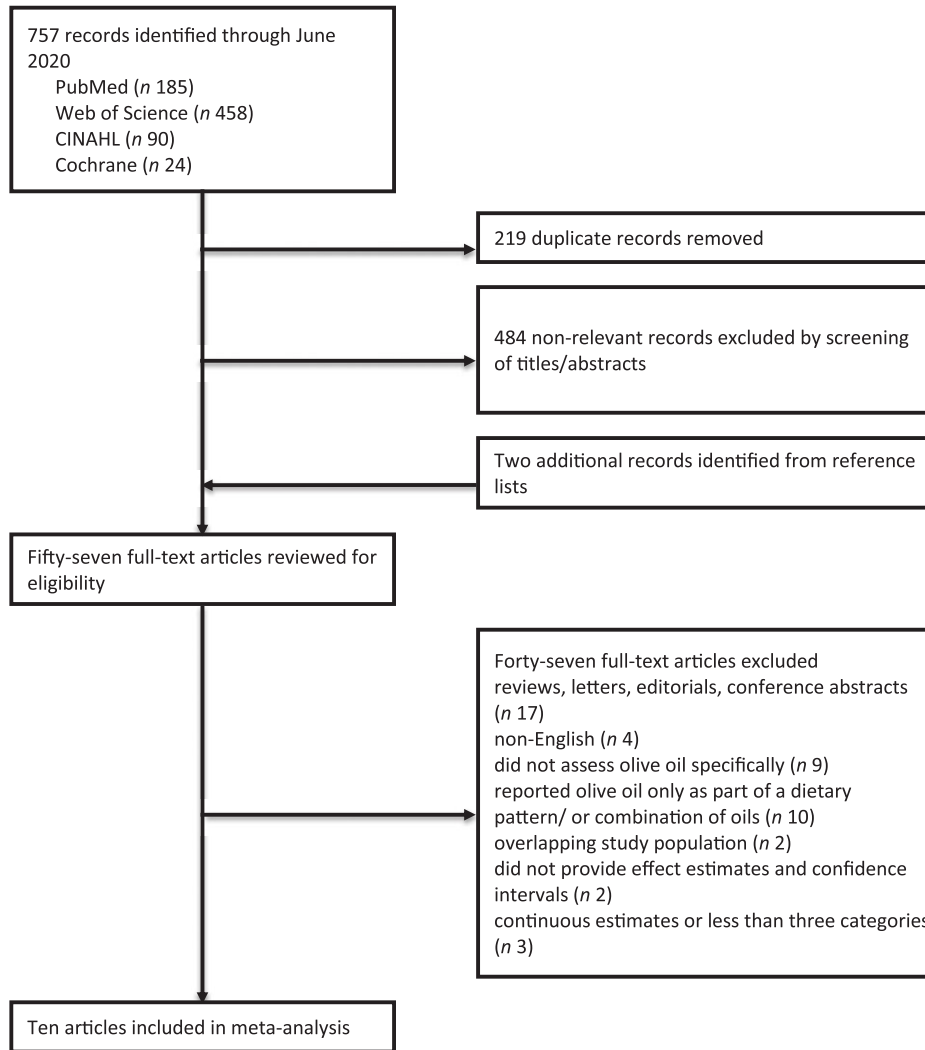 757 records identified through June
2020
PubMed (n 185)
Web of Science (n 458)
CINAHL (n 90)
Cochrane (n 24)
219 duplicate records removed
484 non-relevant records excluded by screening
of titles/abstracts
Two additional records identified from reference
lists
Fifty-seven full-text articles reviewed for
eligibility
Forty-seven full-text articles excluded
reviews, letters, editorials, conference abstracts
(n 17)
non-English (n 4)
did not assess olive oil specifically (n 9)
reported olive oil only as part of a dietary
pattern/ or combination of oils (n 10)
overlapping study population (n 2)
did not provide effect estimates and confidence
intervals (n 2)
continuous estimates or less than three categories
(n 3)
Ten articles included in meta-analysis